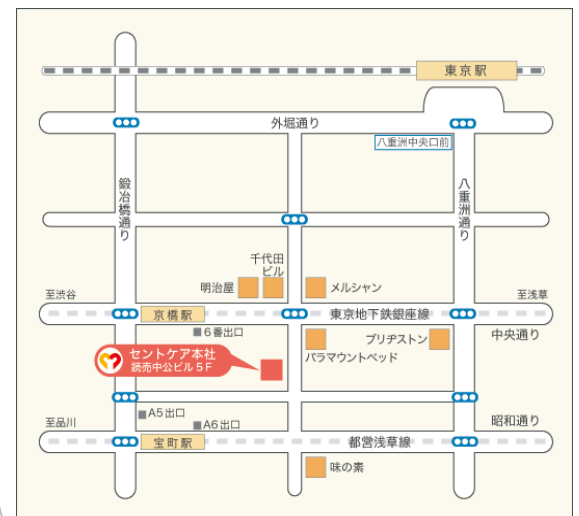 東京駅
外堀通り
八重洲中央口前
鍛冶橋通り
八重洲通り
千代田
ビル
明治屋
メルシャン
至渋谷
至浅草
京橋駅
東京地下鉄銀座線
中央通り
■6番出口
ブリヂストン
パラマウントベッド
セントケア本社
読売中公ビル5F
■A5出口
昭和通り
至品川
■A6出口
宝町駅
都営浅草線
味の素